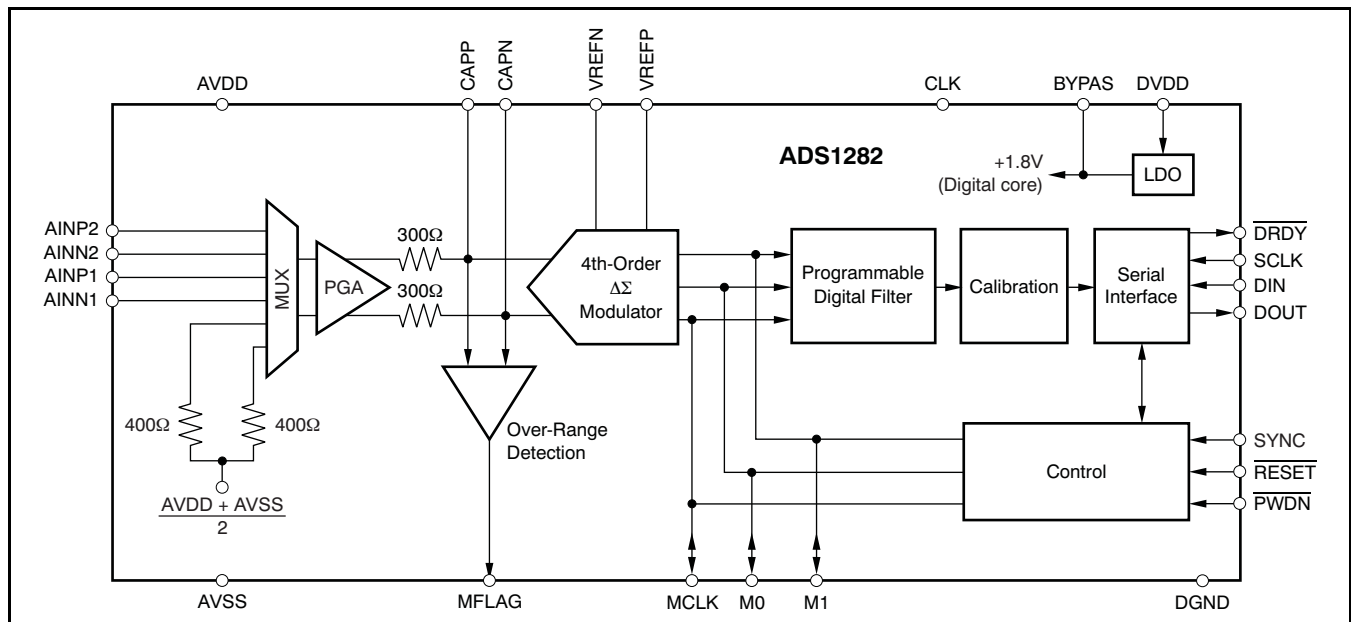 CAPP
CAPN
VREFN
VREFP
AVDD
CLK
BYPAS
DVDD
ADS1282
+1.8V
(Digital core)
LDO
AINP2
AINN2
AINP1
AINN1
MUX
PGA
300Ω
300Ω
4th-Order
ΔΣ
Modulator
Programmable
Digital Filter
Calibration
Serial
Interface
DRDY
SCLK
DIN
DOUT
400Ω
400Ω
Over-Range
Detection
Control
SYNC
RESET
PWDN
AVDD + AVSS
2
AVSS
MFLAG
MCLK
M0
M1
DGND